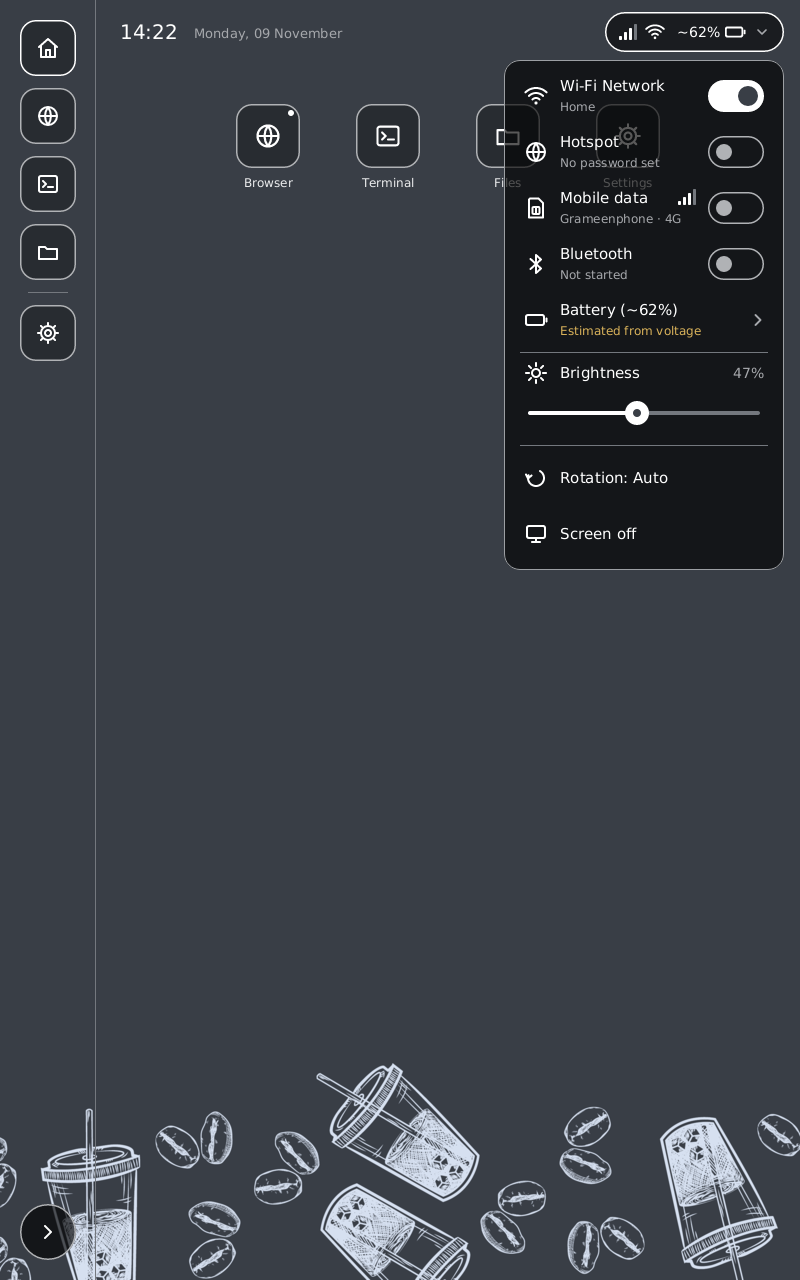 14:22 Monday, 09 November
~62%
Wi-Fi Network
Home
Hotspot
No password set
Mobile data
Grameenphone · 4G
Bluetooth
Not started
Battery (~62%)
Estimated from voltage
Brightness 47%
Rotation: Auto
Screen off
Browser
Terminal
Files
Settings